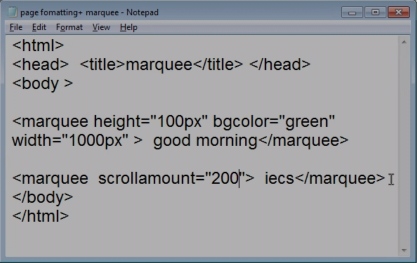 page fomatting+ marquee - Notepad
File Edit Format View Help
<html>
<head> <title>marquee</title> </head>
<body >
<marquee height="100px" bgcolor="green"
width="1000px" > good morning</marquee>
<marquee scrollamount="200"> iecs</marquee>
</body>
</html>